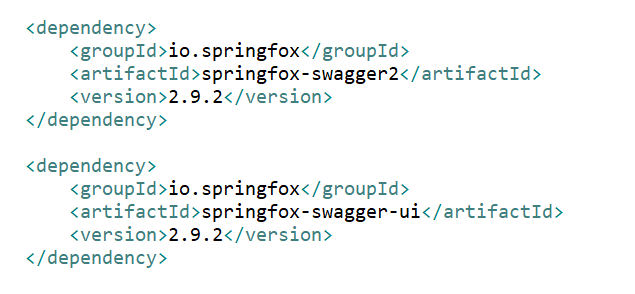 <dependency>
    <groupId>io.springfox</groupId>
    <artifactId>springfox-swagger2</artifactId>
    <version>2.9.2</version>
</dependency>

<dependency>
    <groupId>io.springfox</groupId>
    <artifactId>springfox-swagger-ui</artifactId>
    <version>2.9.2</version>
</dependency>